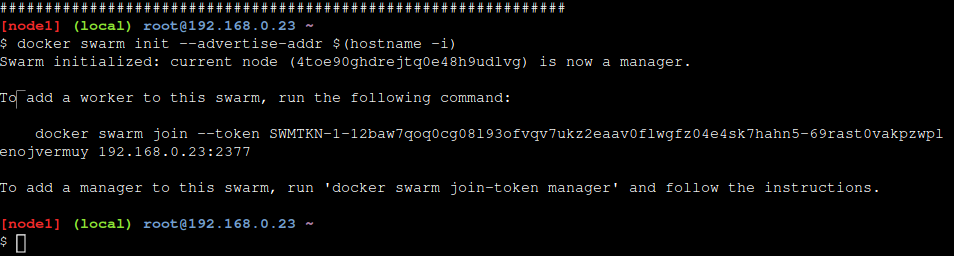 ###############################################################
[node1] (local) root@192.168.0.23 ~
$ docker swarm init --advertise-addr $(hostname -i)
Swarm initialized: current node (4toe90ghdrejtq0e48h9udlvg) is now a manager.
To add a worker to this swarm, run the following command:
docker swarm join --token SWMTKN-1-12baw7qoq0cg08l93ofvqv7ukz2eaav0flwgfz04e4sk7hahn5-69rast0vakpzwpl
enojvermuy 192.168.0.23:2377
To add a manager to this swarm, run 'docker swarm join-token manager' and follow the instructions.
[node1] (local) root@192.168.0.23 ~
$